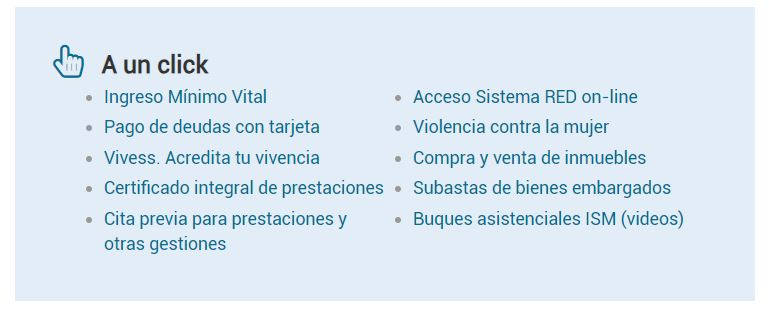 A un click
Ingreso Mínimo Vital
Pago de deudas con tarjeta
Vivess. Acredita tu vivencia
Certificado integral de prestaciones
Cita previa para prestaciones y
otras gestiones
Acceso Sistema RED on-line
Violencia contra la mujer
Compra y venta de inmuebles
Subastas de bienes embargados
Buques asistenciales ISM (videos)